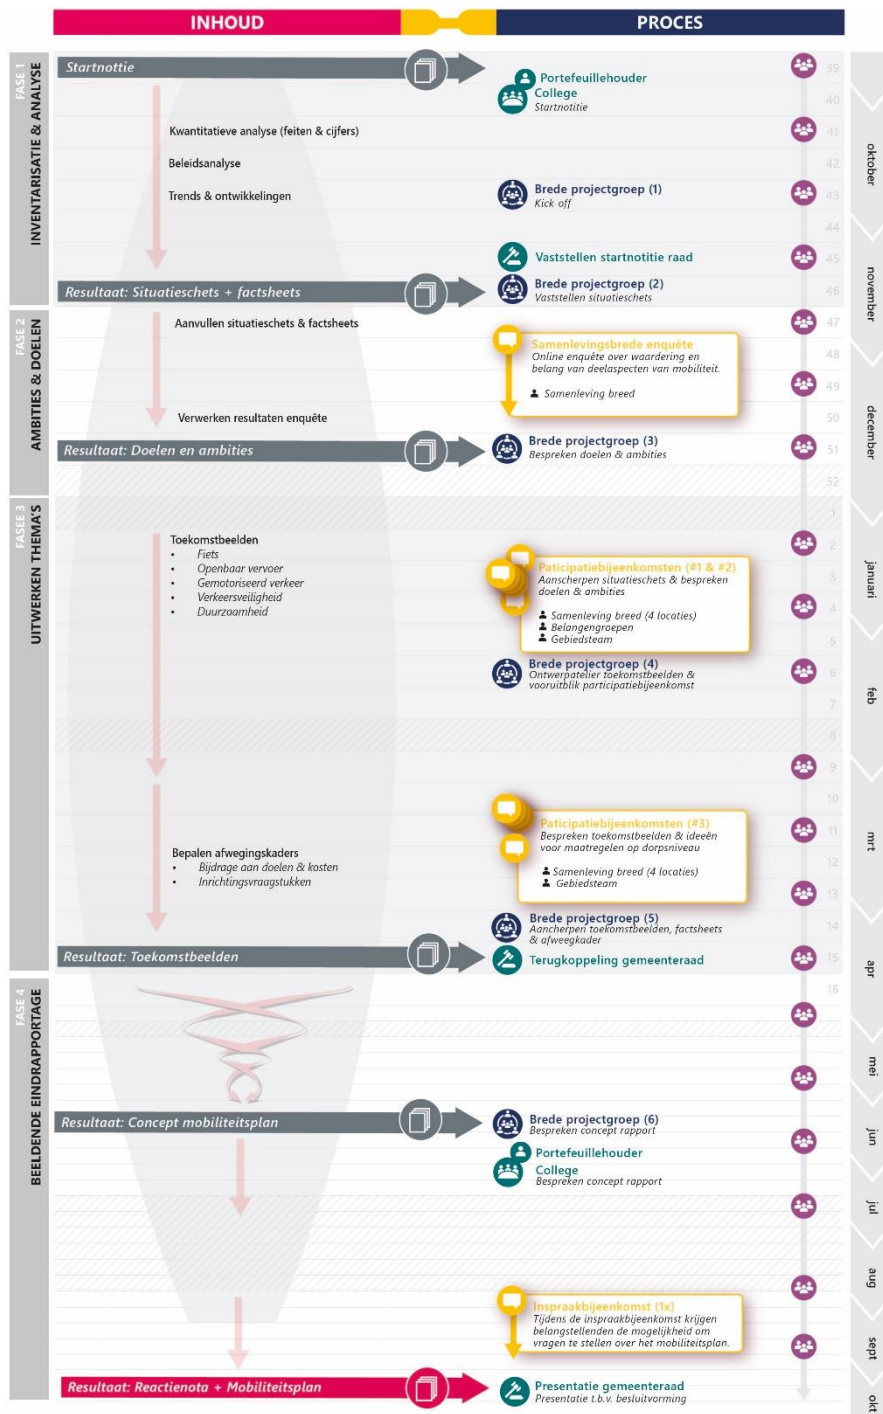 INHOUD
PROCES
FASE 1
INVENTARISATIE & ANALYSE
Startnottie
Portefeuillehouder
College
Startnotitie
Kwantitatieve analyse (feiten & cijfers)
Beleidsanalyse
Trends & ontwikkelingen
Brede projectgroep (1)
Kick off
Vaststellen startnotitie raad
Resultaat: Situatieschets + factsheets
Brede projectgroep (2)
Vaststellen situatieschets
FASE 2
AMBITIES & DOELEN
Aanvullen situatieschets & factsheets
Samenlevingsbrede enquête
Online enquête over waardering en
belang van deelaspecten van mobiliteit.
Samenleving breed
Verwerken resultaten enquête
Resultaat: Doelen en ambities
Brede projectgroep (3)
Bespreken doelen & ambities
FASEE 3
UITWERKEN THEMA'S
Toekomstbeelden
• Fiets
• Openbaar vervoer
• Gemotoriseerd verkeer
• Verkeersveiligheid
• Duurzaamheid
Paticipatiebijeenkomsten (#1 & #2)
Aanscherpen situatieschets & bespreken
doelen & ambities
Samenleving breed (4 locaties)
Belangengroepen
Gebiedsteam
Brede projectgroep (4)
Ontwerpatelier toekomstbeelden &
vooruitblik participatiebijeenkomst
Paticipatiebijeenkomsten (#3)
Bespreken toekomstbeelden & ideeën
voor maatregelen op dorpsniveau
Samenleving breed (4 locaties)
Gebiedsteam
Bepalen afwegingskaders
• Bijdrage aan doelen & kosten
• Inrichtingsvraagstukken
Brede projectgroep (5)
Aancherpen toekomstbeelden, factsheets
& afweegkader
Resultaat: Toekomstbeelden
Terugkoppeling gemeenteraad
FASE 4
BEELDENDE EINDRAPPORTAGE
Resultaat: Concept mobiliteitsplan
Brede projectgroep (6)
Bespreken concept rapport
Portefeuillehouder
College
Bespreken concept rapport
Inspraakbijeenkomst (1x)
Tijdens de inspraakbijeenkomst krijgen
belangstellenden de mogelijkheid om
vragen te stellen over het mobiliteitsplan.
Resultaat: Reactienota + Mobiliteitsplan
Presentatie gemeenteraad
Presentatie t.b.v. besluitvorming
39
40
41
42
43
44
45
46
47
48
49
50
51
52
1
2
3
4
5
6
7
8
9
10
11
12
13
14
15
16
oktober
november
december
januari
feb
mrt
apr
mei
jun
jul
aug
sept
okt